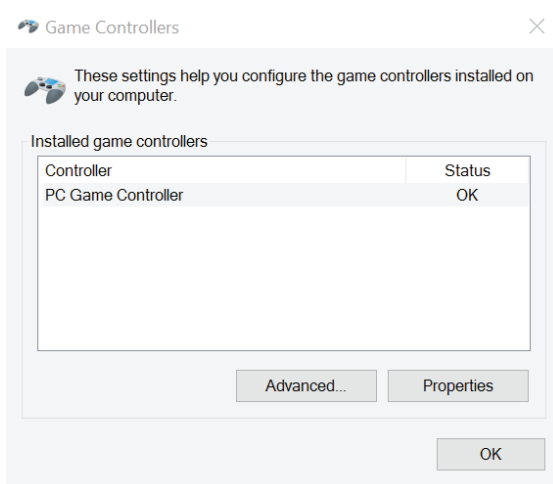 Game Controllers
These settings help you configure the game controllers installed on
your computer.
Installed game controllers
Controller Status
PC Game Controller OK
Advanced... Properties
OK